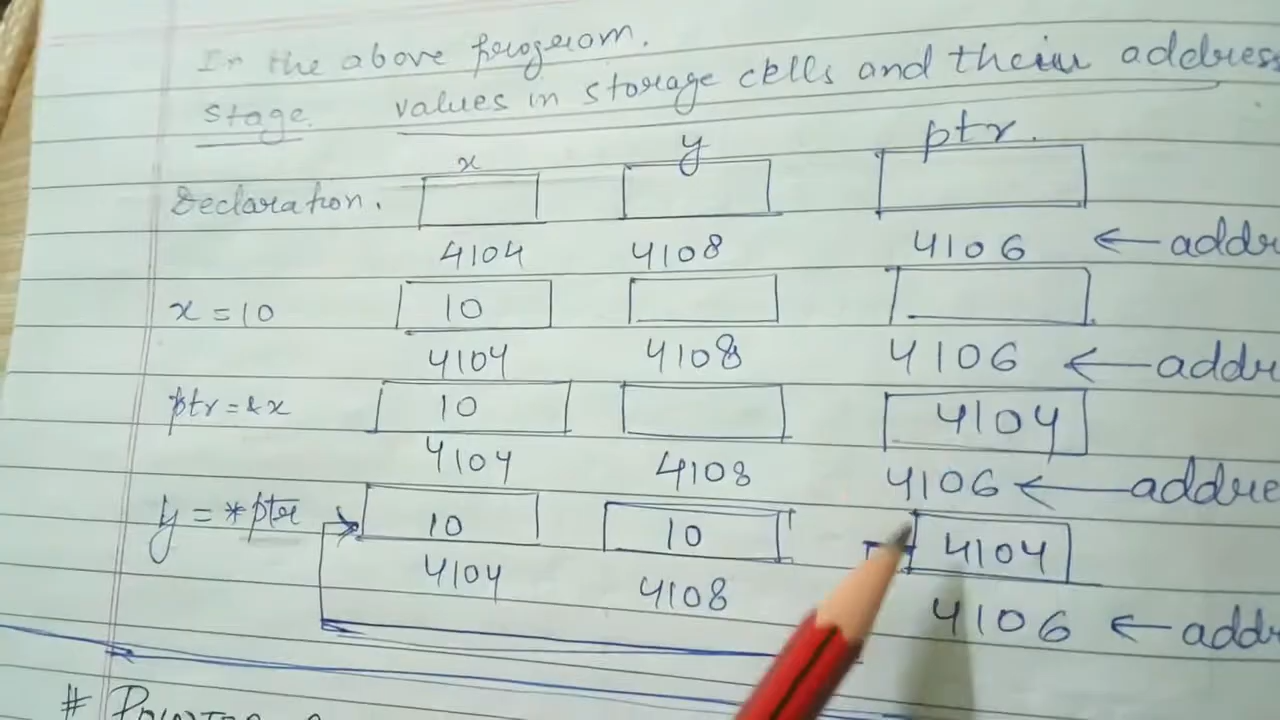 In the above program.
Stage. values in storage cells and their address
x y ptr.
Declaration.
4104 4108 4106 ← addr
x = 10 10
4104 4108 4106 ← addr
ptr = &x 10 4104
4104 4108 4106 ← addre
y = *ptr 10 10 4104
4104 4108 4106 ← addr
#